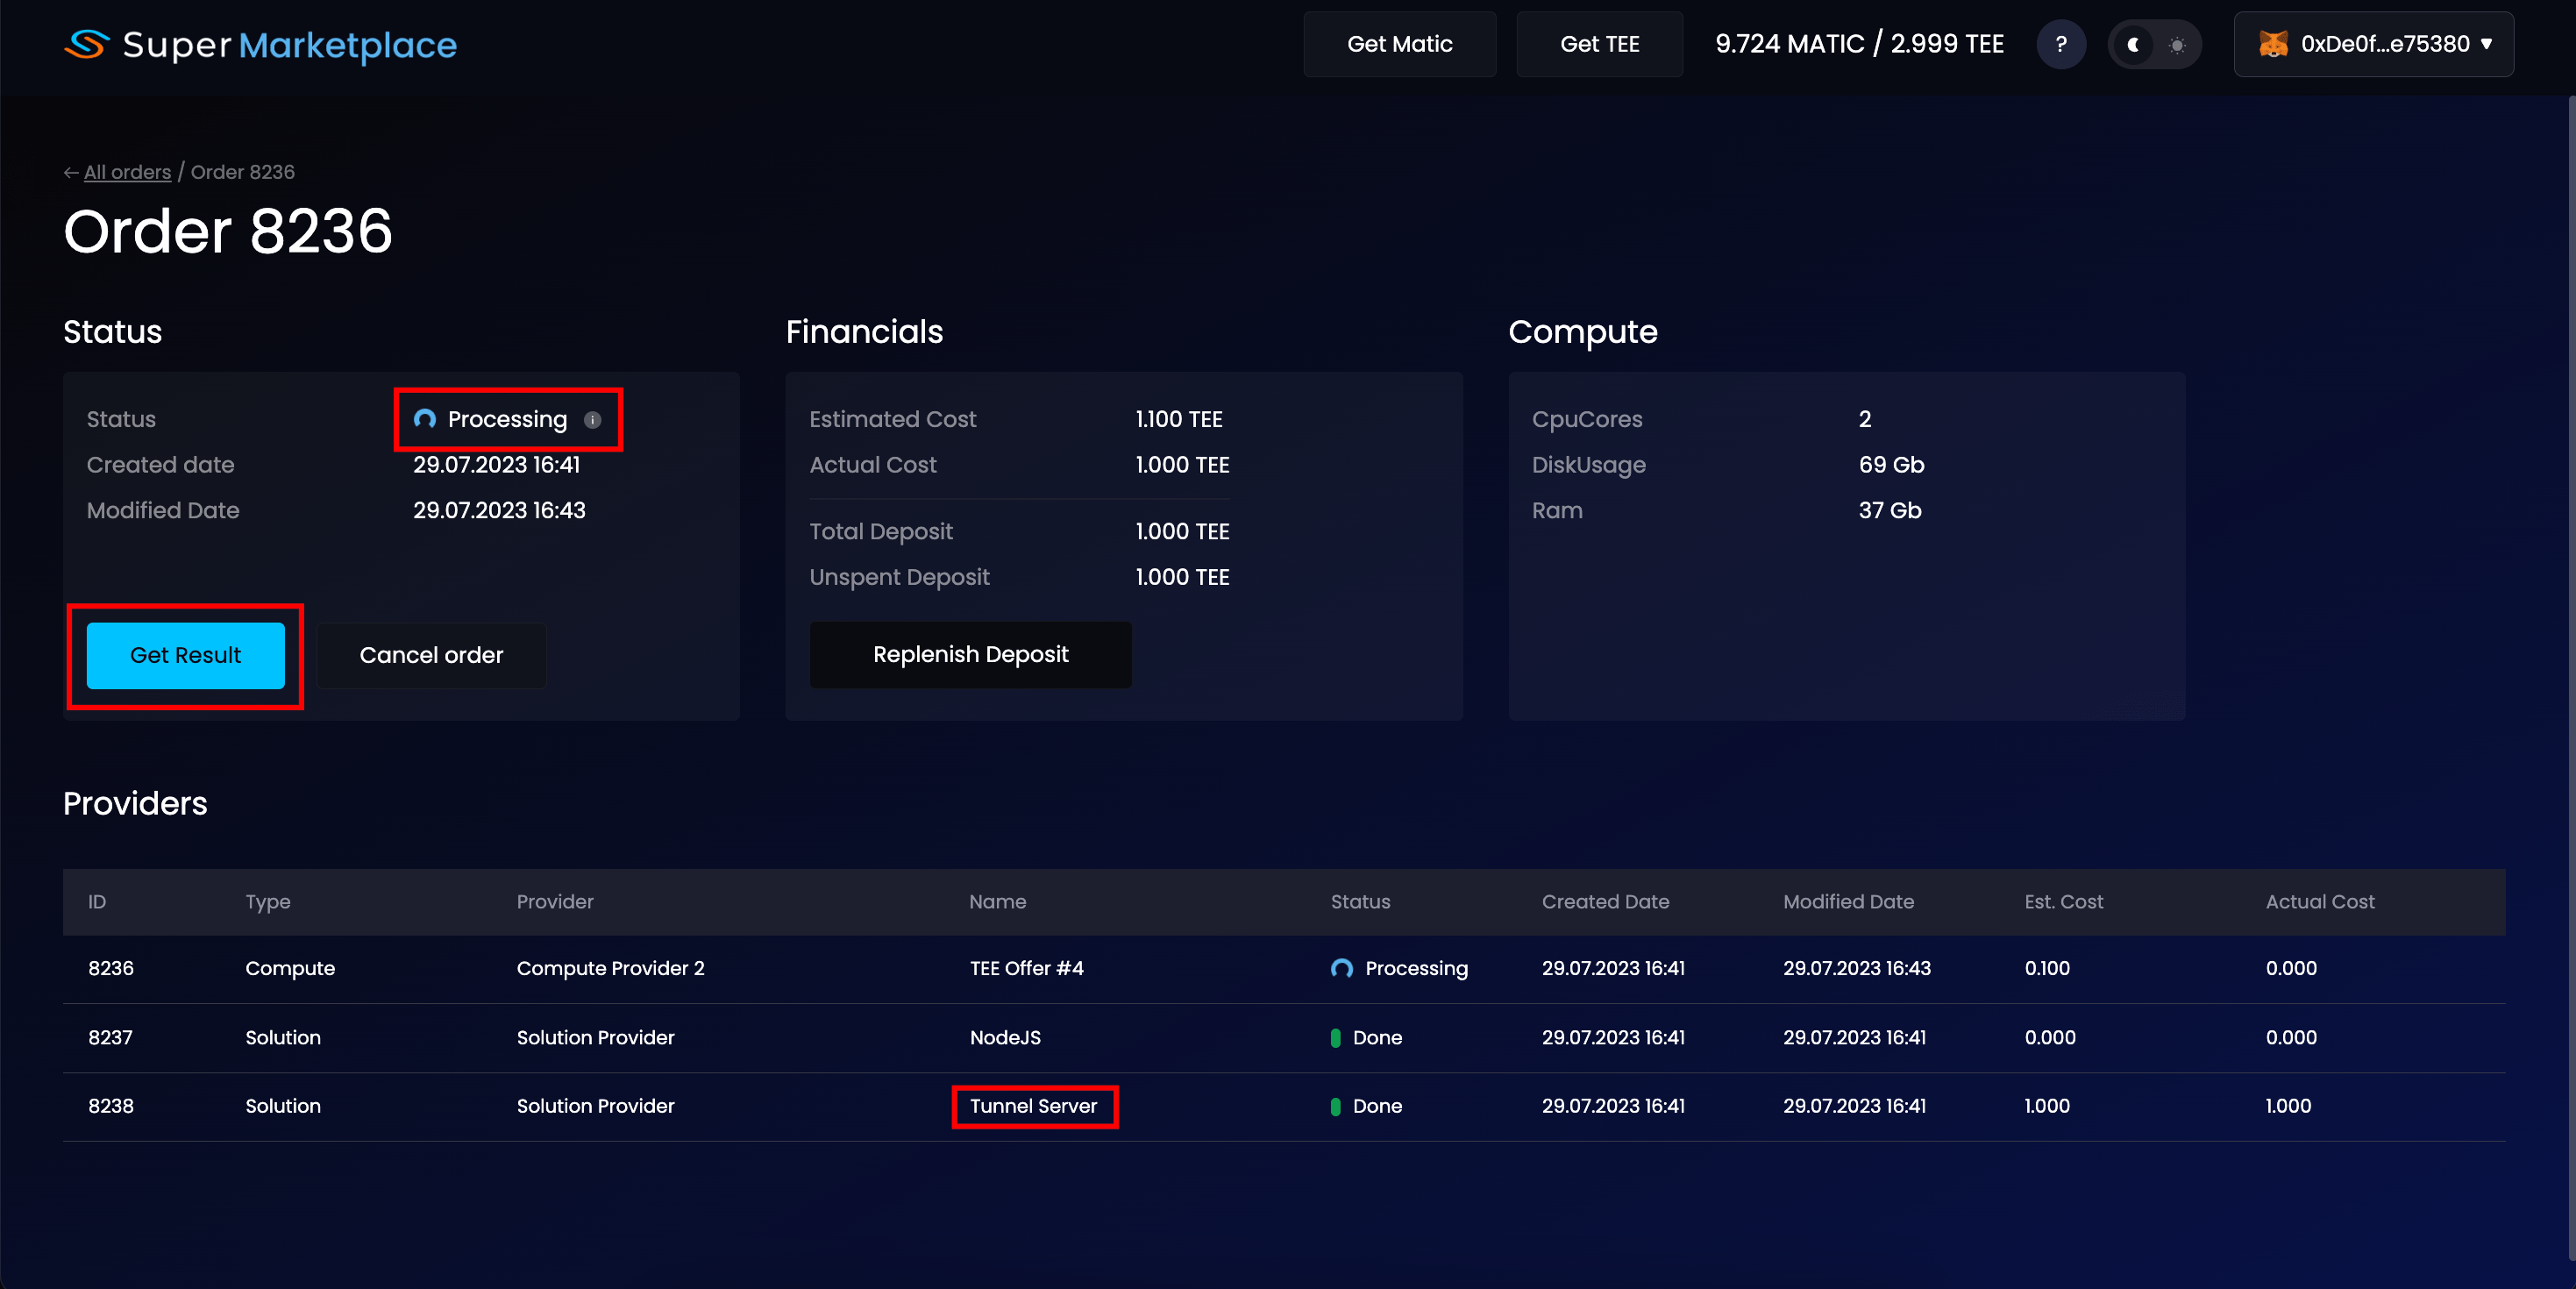 Super Marketplace
Get Matic
Get TEE
9.724 MATIC / 2.999 TEE
?
0xDe0f...e75380 ▼
← All orders / Order 8236
Order 8236
Status
Status Processing i
Created date 29.07.2023 16:41
Modified Date 29.07.2023 16:43
Get Result
Cancel order
Financials
Estimated Cost 1.100 TEE
Actual Cost 1.000 TEE
Total Deposit 1.000 TEE
Unspent Deposit 1.000 TEE
Replenish Deposit
Compute
CpuCores 2
DiskUsage 69 Gb
Ram 37 Gb
Providers
ID Type Provider Name Status Created Date Modified Date Est. Cost Actual Cost
8236 Compute Compute Provider 2 TEE Offer #4 Processing 29.07.2023 16:41 29.07.2023 16:43 0.100 0.000
8237 Solution Solution Provider NodeJS Done 29.07.2023 16:41 29.07.2023 16:41 0.000 0.000
8238 Solution Solution Provider Tunnel Server Done 29.07.2023 16:41 29.07.2023 16:41 1.000 1.000